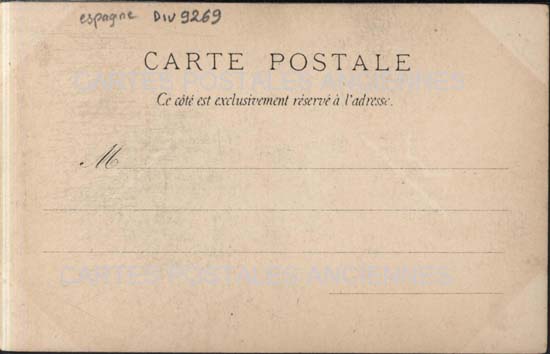 espagne DIV 9269
CARTE POSTALE
CARTES POSTALES ANCIENNES
Ce côté est exclusivement réservé à l'adresse.
M
CARTES POSTALES ANCIENNES